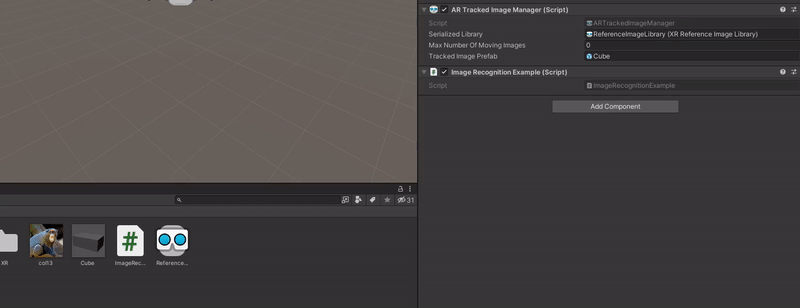 AR Tracked Image Manager (Script)
Script ARTrackedImageManager
Serialized Library ReferenceImageLibrary (XR Reference Image Library)
Max Number Of Moving Images 0
Tracked Image Prefab Cube
Image Recognition Example (Script)
Script ImageRecognitionExample
Add Component
31
XR
col13
Cube
ImageRec...
Reference...